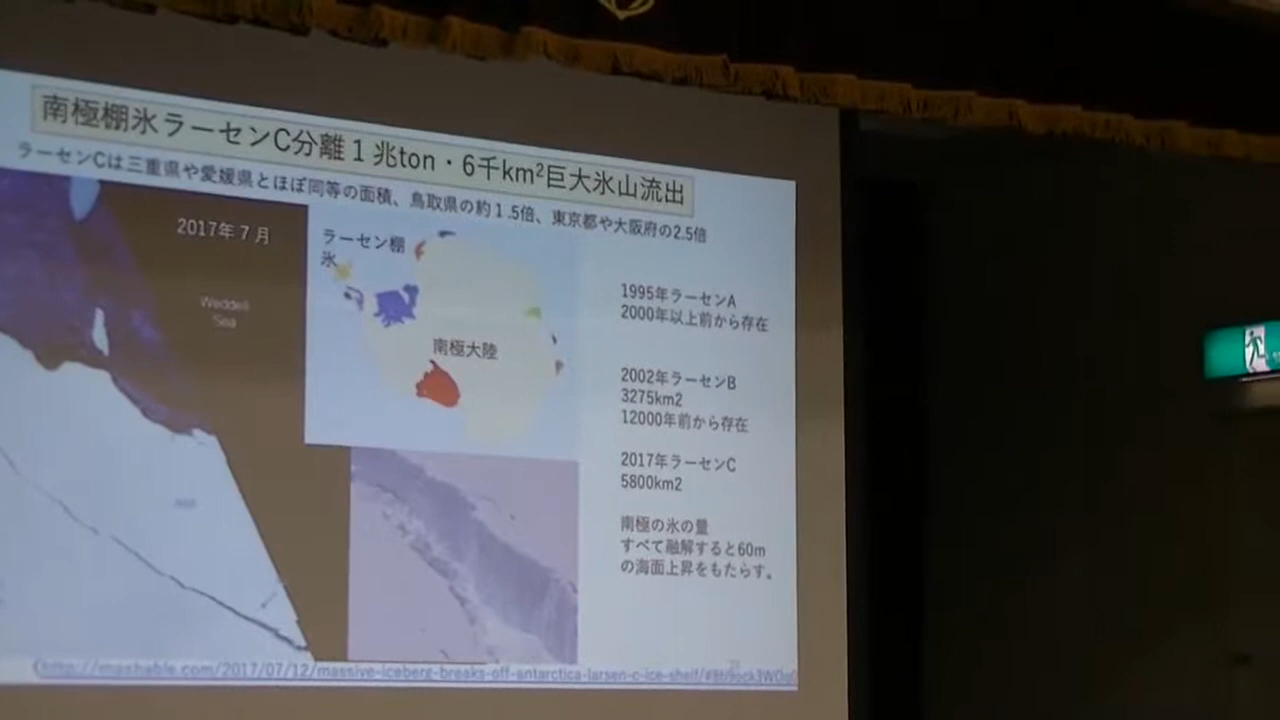 南極棚氷ラーセンC分離１兆ton・6千km²巨大氷山流出
ラーセンCは三重県や愛媛県とほぼ同等の面積、鳥取県の約１.5倍、東京都や大阪府の2.5倍
2017年７月
Weddell
Sea
ラーセン棚
氷
南極大陸
1995年ラーセンA
2000年以上前から存在
2002年ラーセンB
3275km2
12000年前から存在
2017年ラーセンC
5800km2
南極の氷の量
すべて融解すると60m
の海面上昇をもたらす。
http://mashable.com/2017/07/12/massive-iceberg-breaks-off-antarctica-larsen-c-ice-shelf/